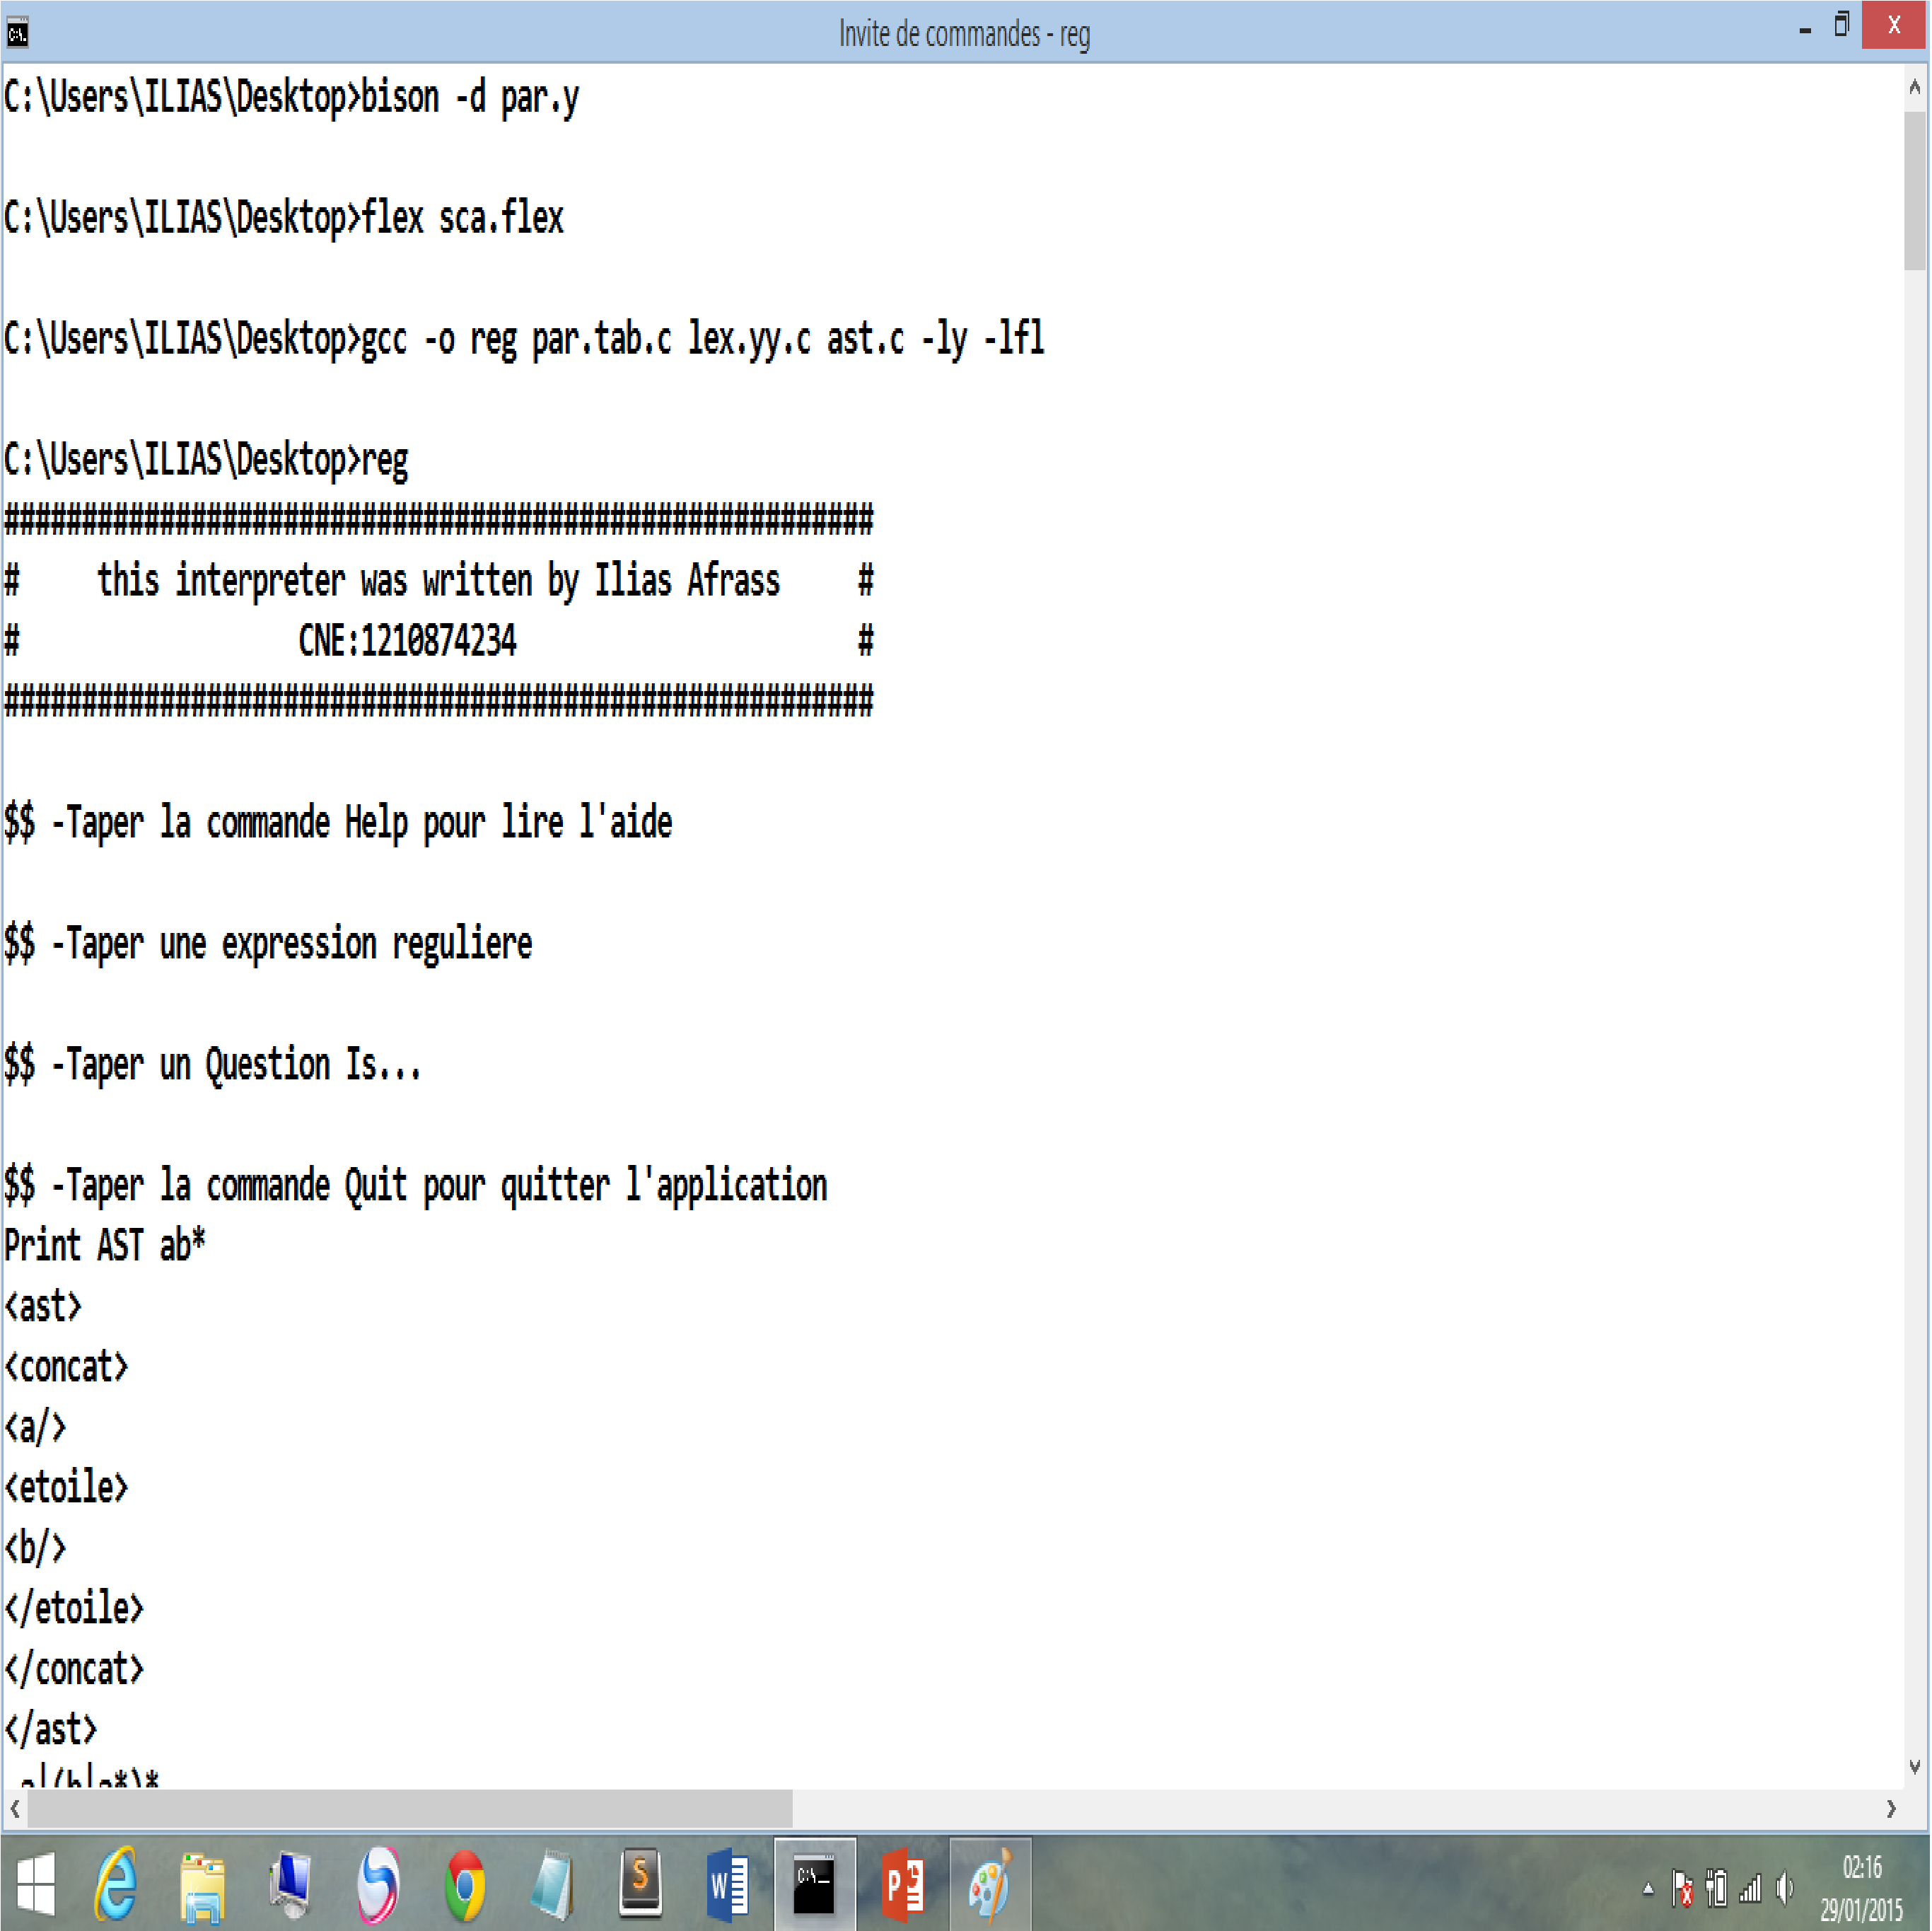 Invite de commandes - reg
C:\Users\ILIAS\Desktop>bison -d par.y
C:\Users\ILIAS\Desktop>flex sca.flex
C:\Users\ILIAS\Desktop>gcc -o reg par.tab.c lex.yy.c ast.c -ly -lfl
C:\Users\ILIAS\Desktop>reg
########################################################
# this interpreter was written by Ilias Afrass #
# CNE:1210874234 #
########################################################
$$ -Taper la commande Help pour lire l'aide
$$ -Taper une expression reguliere
$$ -Taper un Question Is...
$$ -Taper la commande Quit pour quitter l'application
Print AST ab*
<ast>
<concat>
<a/>
<etoile>
<b/>
</etoile>
</concat>
</ast>
02:16
29/01/2015